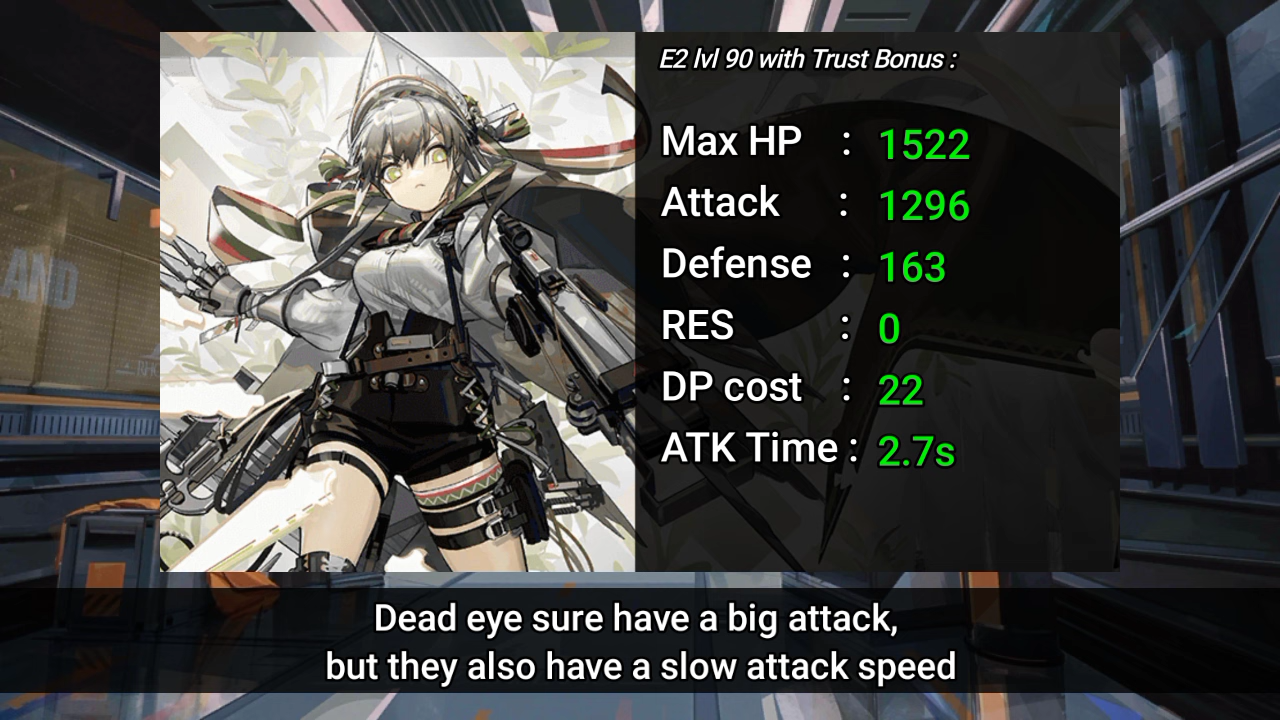 E2 lvl 90 with Trust Bonus :
Max HP : 1522
Attack : 1296
Defense : 163
RES : 0
DP cost : 22
ATK Time : 2.7s
AND
Dead eye sure have a big attack,
but they also have a slow attack speed